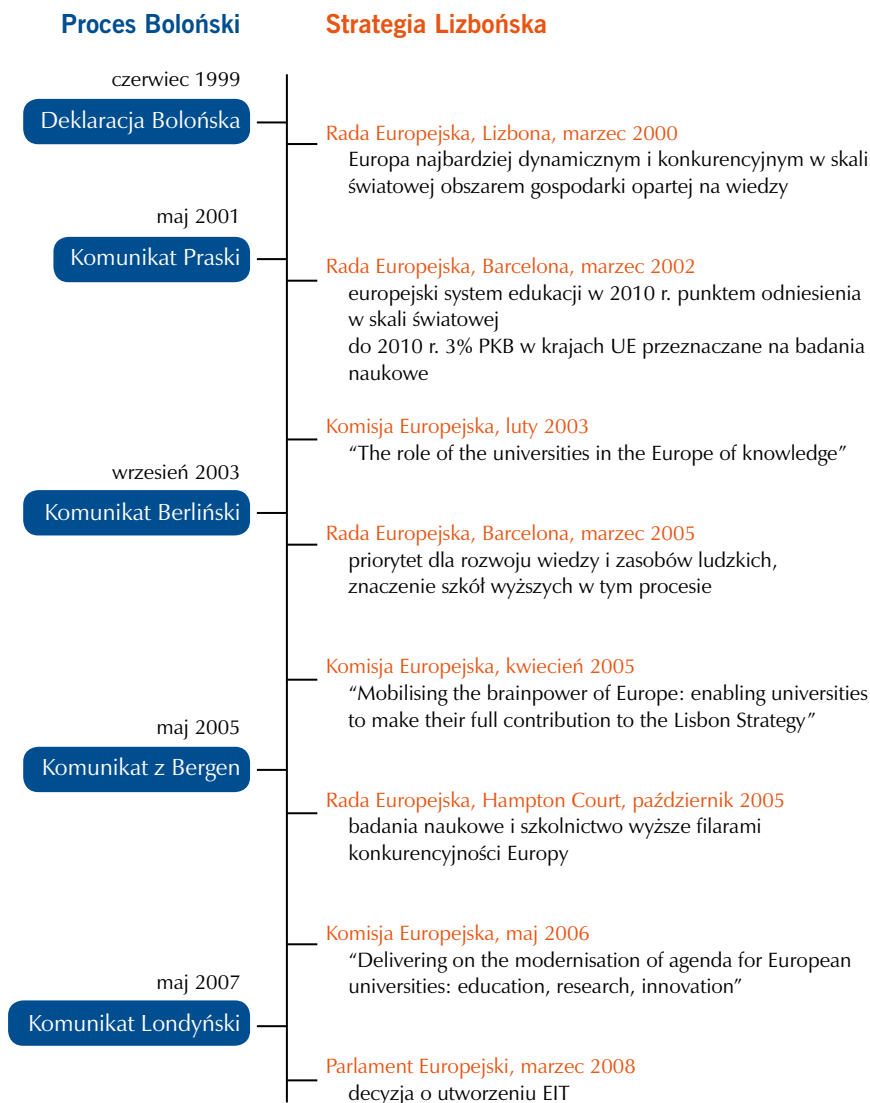 Proces Boloński
Strategia Lizbońska
czerwiec 1999
Deklaracja Bolońska
Rada Europejska, Lizbona, marzec 2000
Europa najbardziej dynamicznym i konkurencyjnym w skali
światowej obszarem gospodarki opartej na wiedzy
maj 2001
Komunikat Praski
Rada Europejska, Barcelona, marzec 2002
europejski system edukacji w 2010 r. punktem odniesienia
w skali światowej
do 2010 r. 3% PKB w krajach UE przeznaczane na badania
naukowe
Komisja Europejska, luty 2003
“The role of the universities in the Europe of knowledge”
wrzesień 2003
Komunikat Berliński
Rada Europejska, Barcelona, marzec 2005
priorytet dla rozwoju wiedzy i zasobów ludzkich,
znaczenie szkół wyższych w tym procesie
Komisja Europejska, kwiecień 2005
“Mobilising the brainpower of Europe: enabling universities
to make their full contribution to the Lisbon Strategy”
maj 2005
Komunikat z Bergen
Rada Europejska, Hampton Court, październik 2005
badania naukowe i szkolnictwo wyższe filarami
konkurencyjności Europy
Komisja Europejska, maj 2006
“Delivering on the modernisation of agenda for European
universities: education, research, innovation”
maj 2007
Komunikat Londyński
Parlament Europejski, marzec 2008
decyzja o utworzeniu EIT